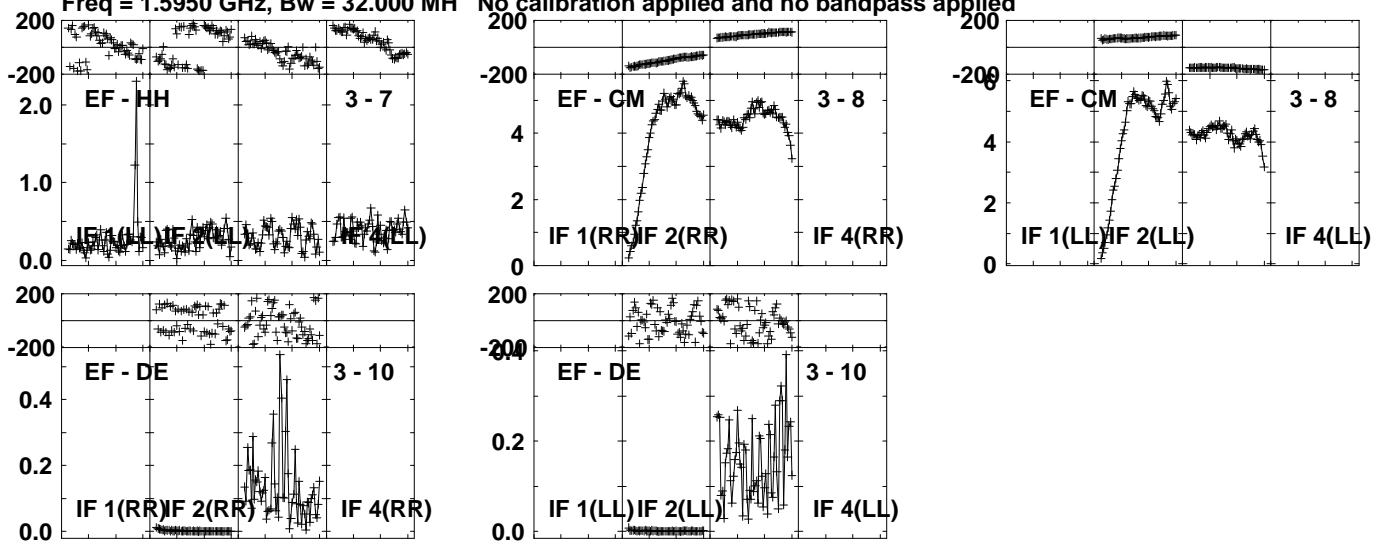 Freq = 1.5950 GHz, Bw = 32.000 MH No calibration applied and no bandpass applied
200
-200
EF - HH 3 - 7
2.0
1.0
0.0
IF 1(LL) IF 2(LL) IF 4(LL)
200
-200
EF - CM 3 - 8
4
2
0
IF 1(RR) IF 2(RR) IF 4(RR)
200
-200
6
EF - CM 3 - 8
4
2
0
IF 1(LL) IF 2(LL) IF 4(LL)
200
-200
EF - DE 3 - 10
0.4
0.2
0.0
IF 1(RR) IF 2(RR) IF 4(RR)
200
-200
0.4
EF - DE 3 - 10
0.2
0.0
IF 1(LL) IF 2(LL) IF 4(LL)